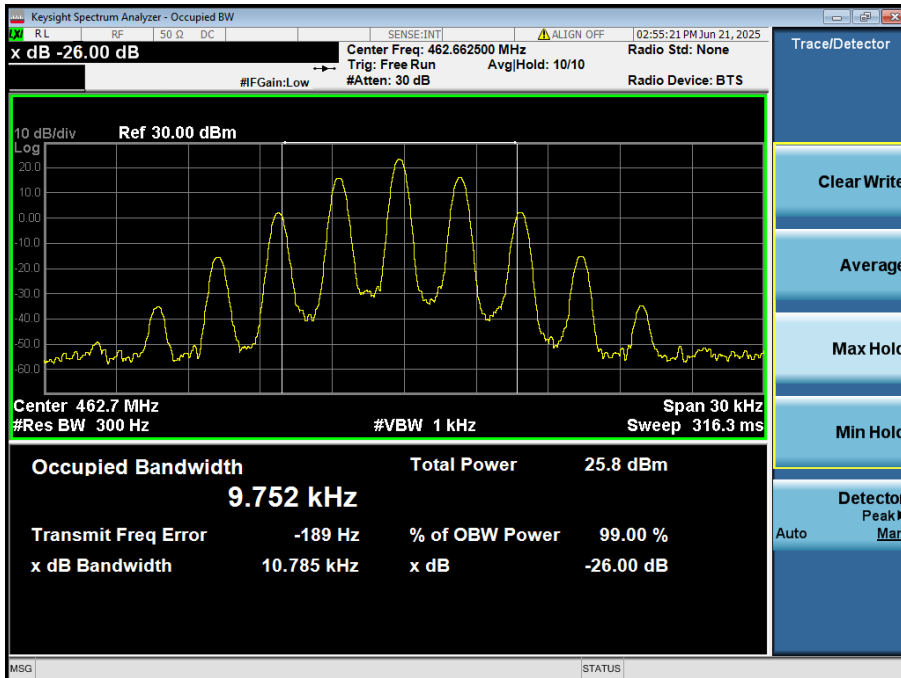 Keysight Spectrum Analyzer - Occupied BW
LXI RL RF 50 Ω DC SENSE:INT ALIGN OFF 02:55:21 PM Jun 21, 2025
x dB -26.00 dB
Center Freq: 462.662500 MHz
Radio Std: None
Trig: Free Run Avg|Hold: 10/10
#IFGain:Low
#Atten: 30 dB
Radio Device: BTS
10 dB/div Ref 30.00 dBm
Log
20.0
10.0
0.00
-10.0
-20.0
-30.0
-40.0
-50.0
-60.0
Center 462.7 MHz Span 30 kHz
#Res BW 300 Hz #VBW 1 kHz Sweep 316.3 ms
Occupied Bandwidth Total Power 25.8 dBm
9.752 kHz
Transmit Freq Error -189 Hz % of OBW Power 99.00 %
x dB Bandwidth 10.785 kHz x dB -26.00 dB
MSG STATUS
Trace/Detector
Clear Write
Average
Max Hold
Min Hold
Detector
Peak
Auto Man